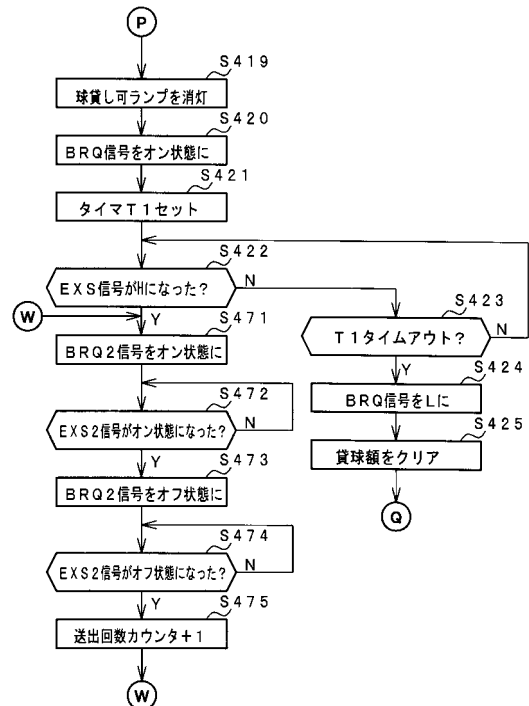 P
S419
球貸し可ランプを消灯
S420
BRQ信号をオン状態に
S421
タイマT1セット
S422
EXS信号がHになった?
N
Y
W
S423
T1タイムアウト?
N
Y
S471
BRQ2信号をオン状態に
S424
BRQ信号をLに
S472
EXS2信号がオン状態になった?
N
Y
S425
貸球額をクリア
Q
S473
BRQ2信号をオフ状態に
S474
EXS2信号がオフ状態になった?
N
Y
S475
送出回数カウンタ+1
W